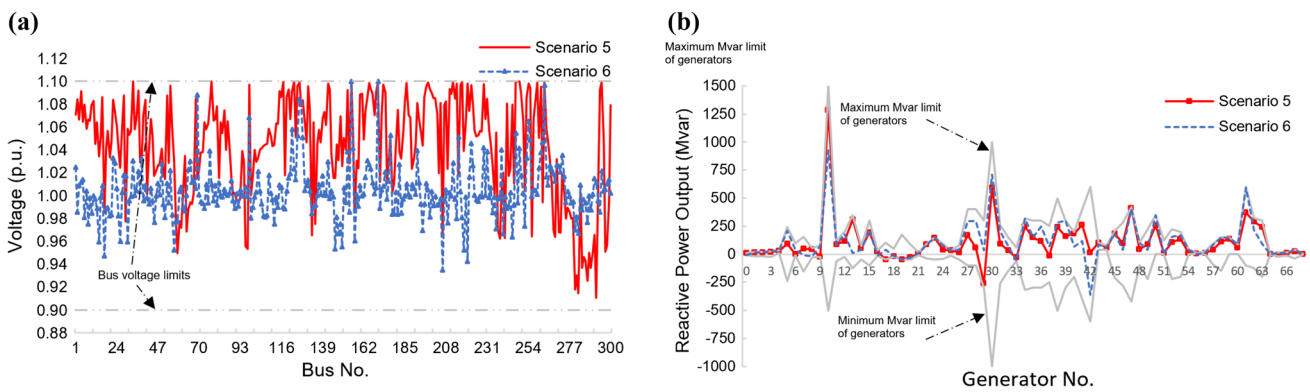 (a)
Scenario 5
Scenario 6
1.12
1.10
1.08
1.06
1.04
1.02
1.00
0.98
0.96
0.94
0.92
0.90
0.88
Voltage (p.u.)
Bus voltage limits
1 24 47 70 93 116 139 162 185 208 231 254 277 300
Bus No.
(b)
Maximum Mvar limit
of generators
1500
1250
1000
750
500
250
0
-250
-500
-750
-1000
Reactive Power Output (Mvar)
Maximum Mvar limit
of generators
Scenario 5
Scenario 6
0 3 6 9 12 15 18 21 24 27 30 33 36 39 42 45 48 51 54 57 60 63 66
Minimum Mvar limit
of generators
Generator No.